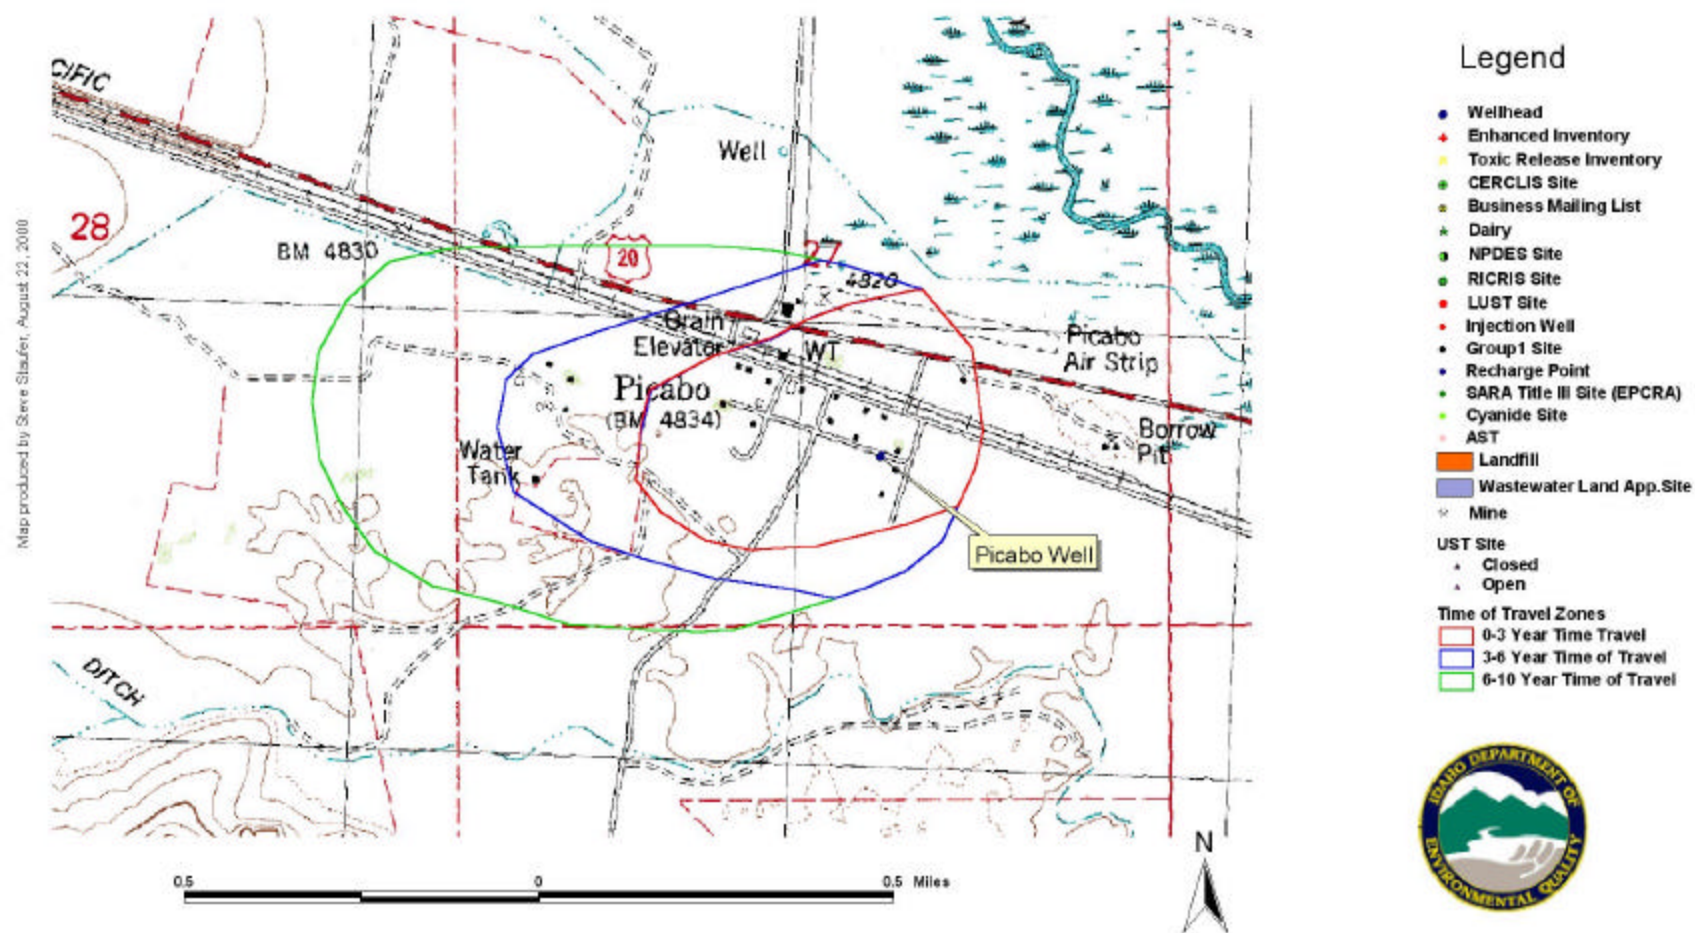 CIFIC
28
BM 4830
20
Well
27
4820
Grain
Elevator
WT
Picabo
Air Strip
Picabo
(BM 4834)
Water
Tank
Borrow
Pit
Picabo Well
DITCH
Map produced by Steve Staufer, August 22, 2000
0.5
0
0.5 Miles
N
Legend
Wellhead
Enhanced Inventory
Toxic Release Inventory
CERCLIS Site
Business Mailing List
Dairy
NPDES Site
RICRIS Site
LUST Site
Injection Well
Group1 Site
Recharge Point
SARA Title III Site (EPCRA)
Cyanide Site
AST
Landfill
Wastewater Land App.Site
Mine
UST Site
Closed
Open
Time of Travel Zones
0-3 Year Time Travel
3-6 Year Time of Travel
6-10 Year Time of Travel
IDAHO DEPARTMENT OF
ENVIRONMENTAL QUALITY